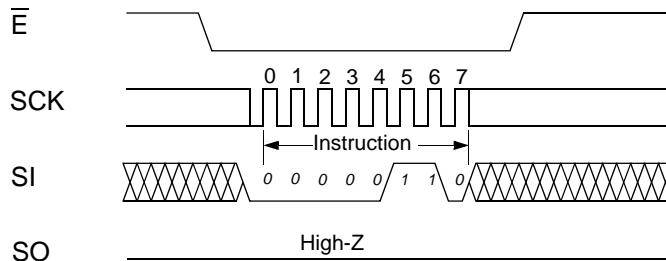 E
0 1 2 3 4 5 6 7
SCK
Instruction
SI
0 0 0 0 0 1 1 0
High-Z
SO